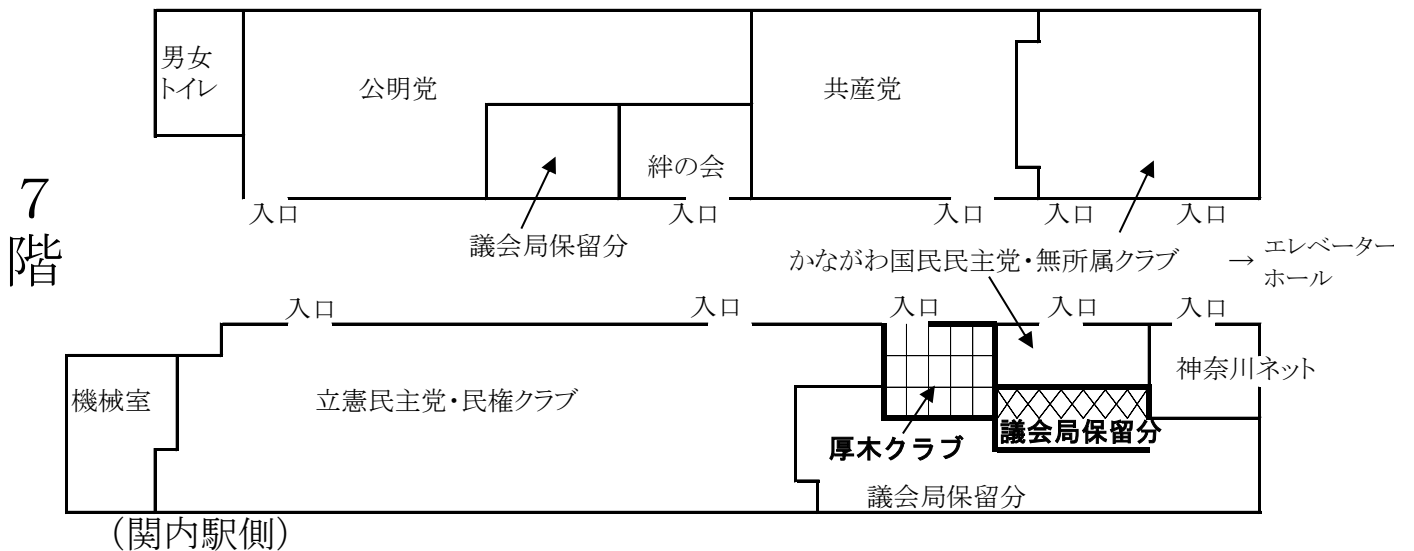 男女
トイレ
公明党
共産党
絆の会
7
階
入口
入口
入口
入口
入口
議会局保留分
かながわ国民民主党・無所属クラブ
→ エレベーター
ホール
入口
入口
入口
入口
入口
機械室
立憲民主党・民権クラブ
神奈川ネット
厚木クラブ
議会局保留分
議会局保留分
(関内駅側)